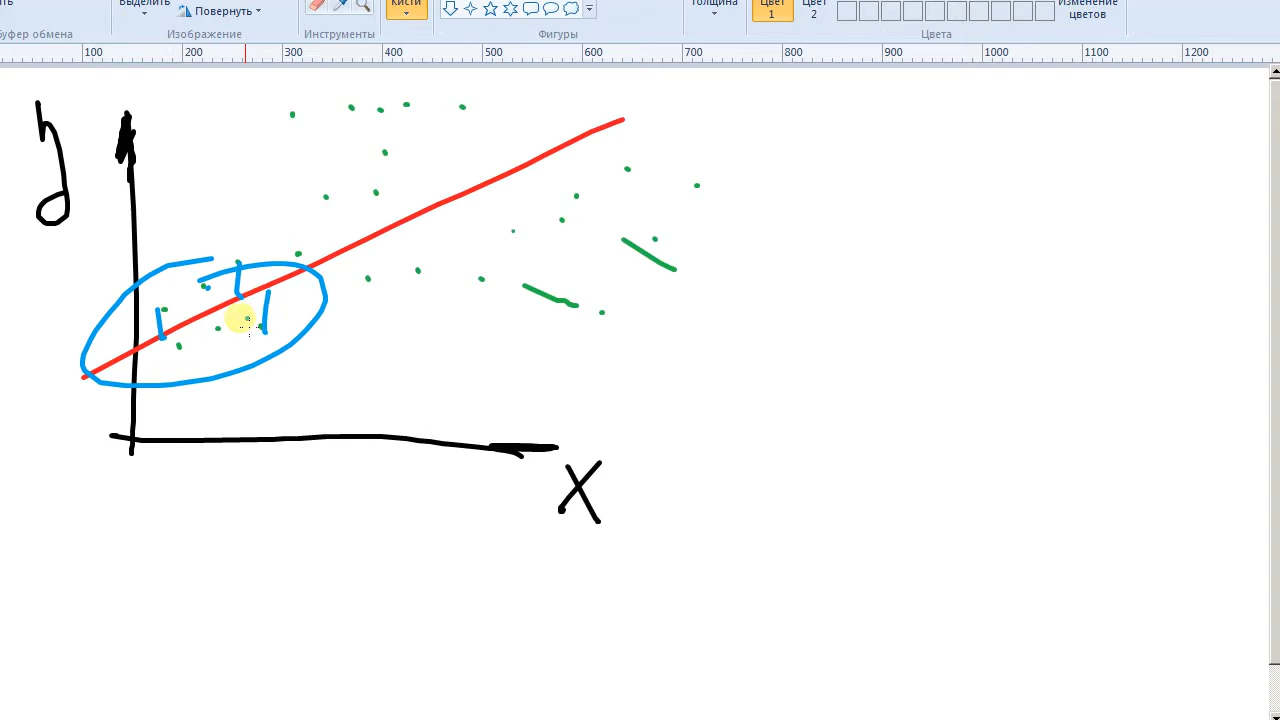 Выделить
Повернуть
Кисти
Толщина
Цвет 1
Цвет 2
Изменение цветов
Буфер обмена
Изображение
Инструменты
Фигуры
Цвета
100 200 300 400 500 600 700 800 900 1000 1100 1200
y
X